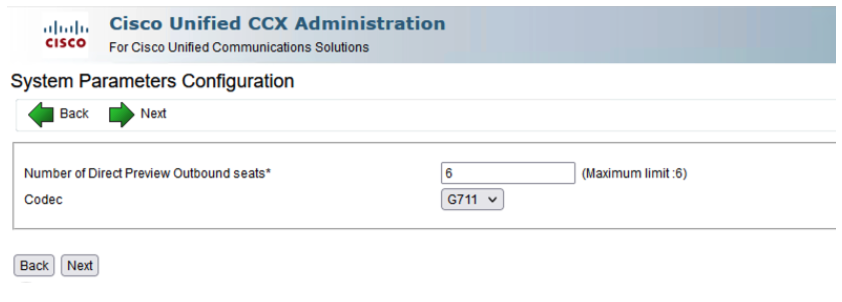 CISCO
Cisco Unified CCX Administration
For Cisco Unified Communications Solutions
System Parameters Configuration
Back Next
Number of Direct Preview Outbound seats* 6 (Maximum limit :6)
Codec G711
Back Next